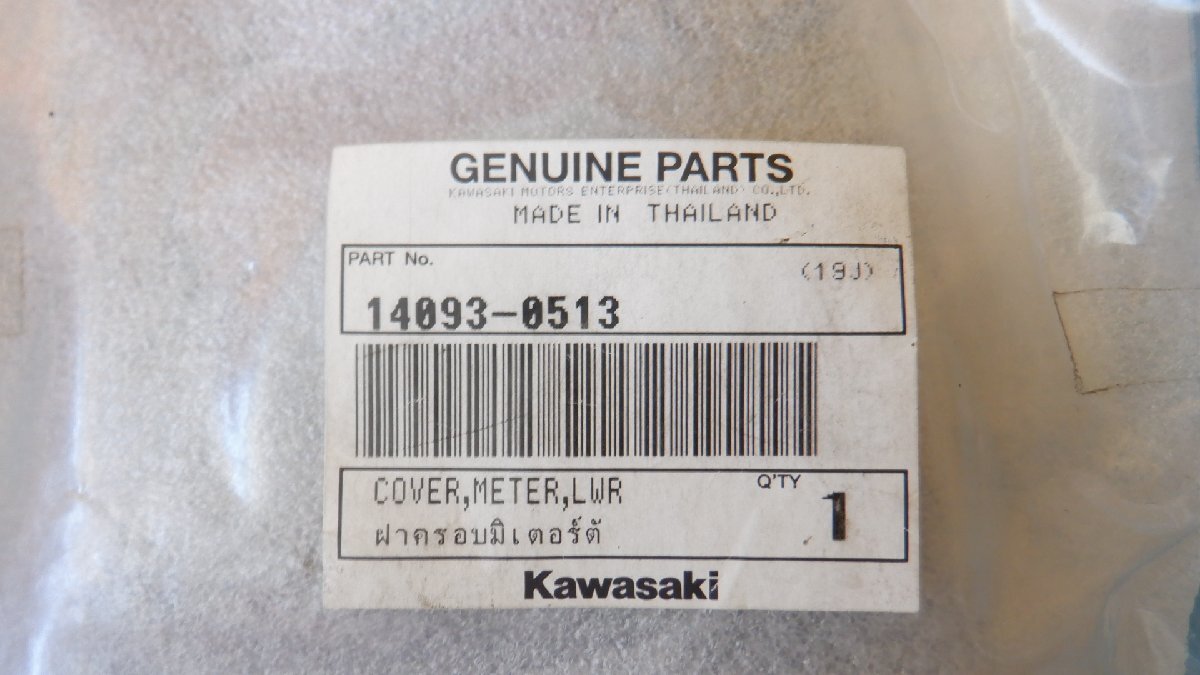 GENUINE PARTS
KAWASAKI MOTORS ENTERPRISE(THAILAND) CO.,LTD.
MADE IN THAILAND
PART No.
(19J)
14093-0513
COVER,METER,LWR
Q'TY
1
ฝาครอบมิเตอร์ตั
Kawasaki